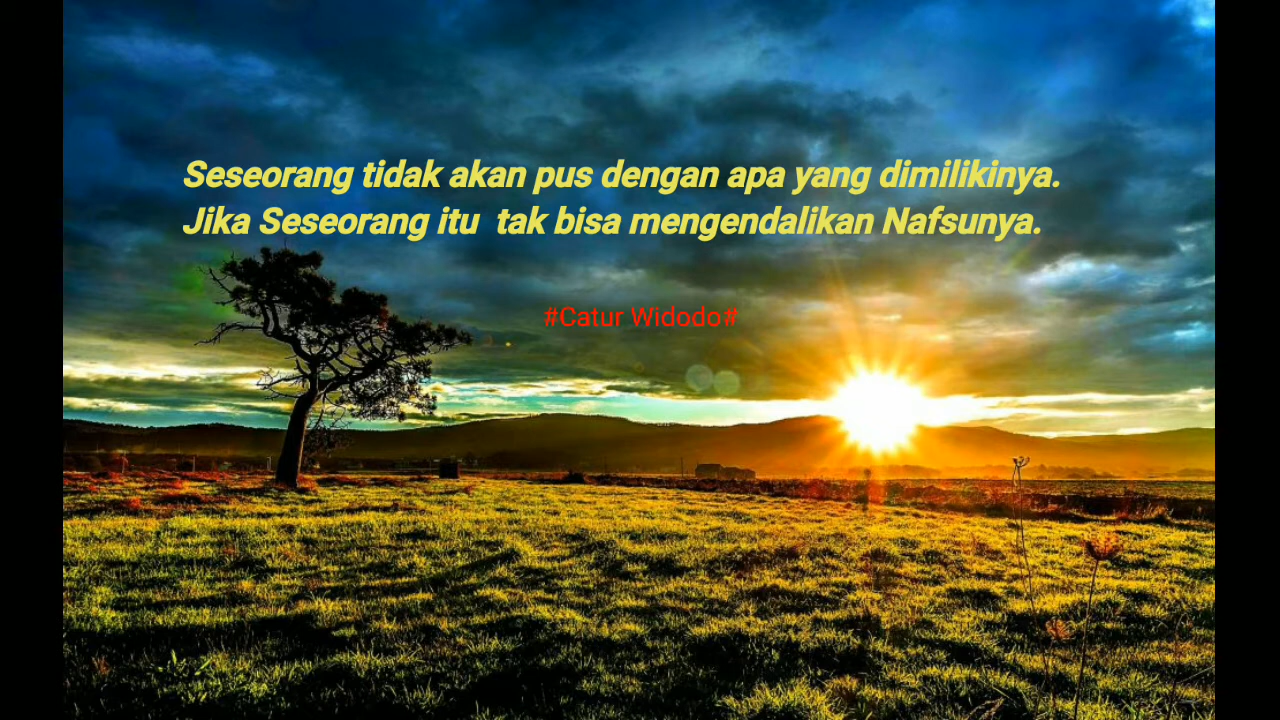 Seseorang tidak akan pus dengan apa yang dimilikinya.
Jika Seseorang itu  tak bisa mengendalikan Nafsunya.
#Catur Widodo#